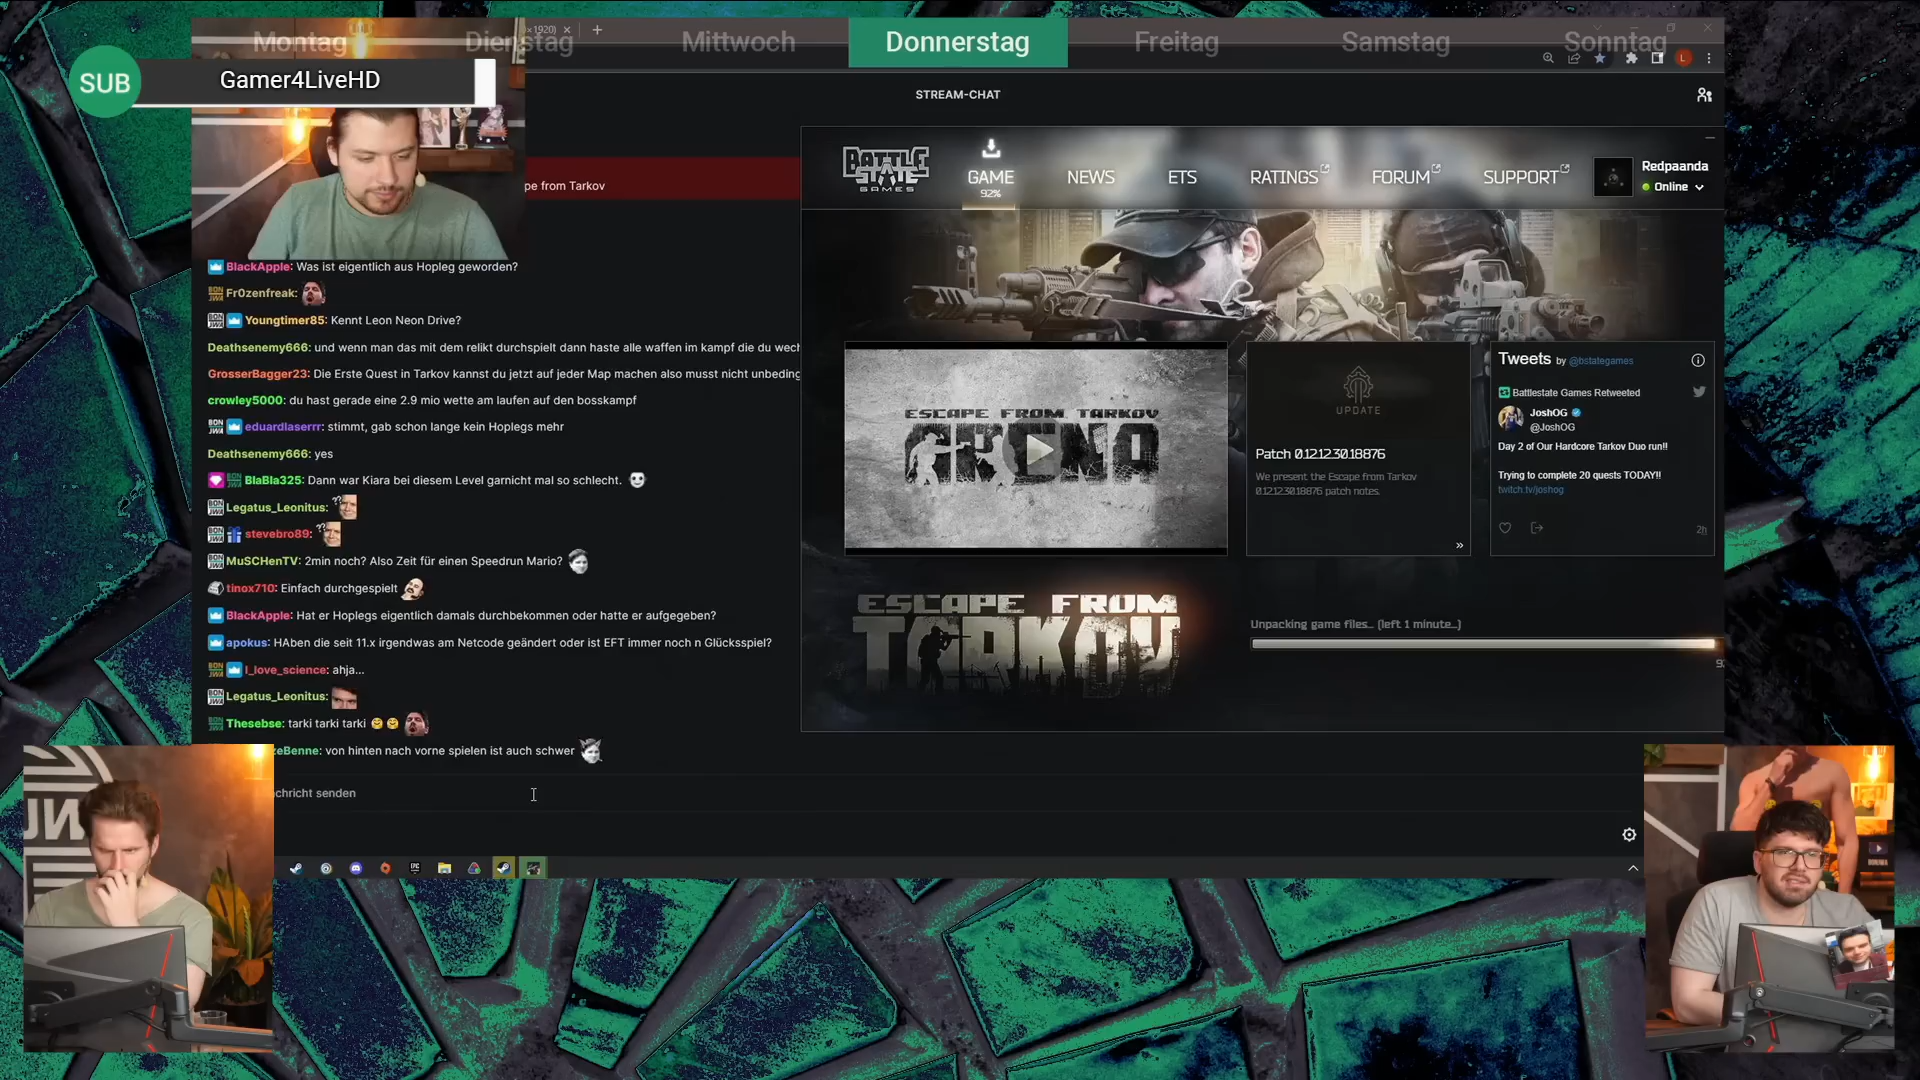 Montag
Dienstag
Mittwoch
Donnerstag
Freitag
Samstag
Sonntag
×1920)
SUB
Gamer4LiveHD
STREAM-CHAT
pe from Tarkov
BlackApple: Was ist eigentlich aus Hopleg geworden?
Fr0zenfreak:
Youngtimer85: Kennt Leon Neon Drive?
Deathsenemy666: und wenn man das mit dem relikt durchspielt dann haste alle waffen im kampf die du wech
GrosserBagger23: Die Erste Quest in Tarkov kannst du jetzt auf jeder Map machen also musst nicht unbeding
crowley5000: du hast gerade eine 2.9 mio wette am laufen auf den bosskampf
eduardlaserrr: stimmt, gab schon lange kein Hoplegs mehr
Deathsenemy666: yes
BlaBla325: Dann war Kiara bei diesem Level garnicht mal so schlecht.
Legatus_Leonitus:
stevebro89:
MuSCHenTV: 2min noch? Also Zeit für einen Speedrun Mario?
tinox710: Einfach durchgespielt
BlackApple: Hat er Hoplegs eigentlich damals durchbekommen oder hatte er aufgegeben?
apokus: HAben die seit 11.x irgendwas am Netcode geändert oder ist EFT immer noch n Glücksspiel?
I_love_science: ahja...
Legatus_Leonitus:
Thesebse: tarki tarki tarki
zeBenne: von hinten nach vorne spielen ist auch schwer
chricht senden
BATTLE
STATE
GAMES
GAME
92%
NEWS
ETS
RATINGS
FORUM
SUPPORT
Redpaanda
Online
ESCAPE FROM TARKOV
ARENA
UPDATE
Patch 0.12.12.30.18876
We present the Escape from Tarkov
0.12.12.30.18876 patch notes.
»
Tweets by @bstategames
Battlestate Games Retweeted
JoshOG
@JoshOG
Day 2 of Our Hardcore Tarkov Duo run!!
Trying to complete 20 quests TODAY!!
twitch.tv/joshog
2h
ESCAPE FROM
TARKOV
Unpacking game files... (left 1 minute...)